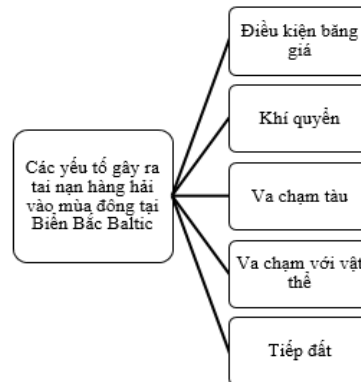 Các yếu tố gây ra
tai nạn hàng hải
vào mùa đông tại
Biển Bắc Baltic
Điều kiện băng
giá
Khí quyển
Va chạm tàu
Va chạm với vật
thể
Tiếp đất